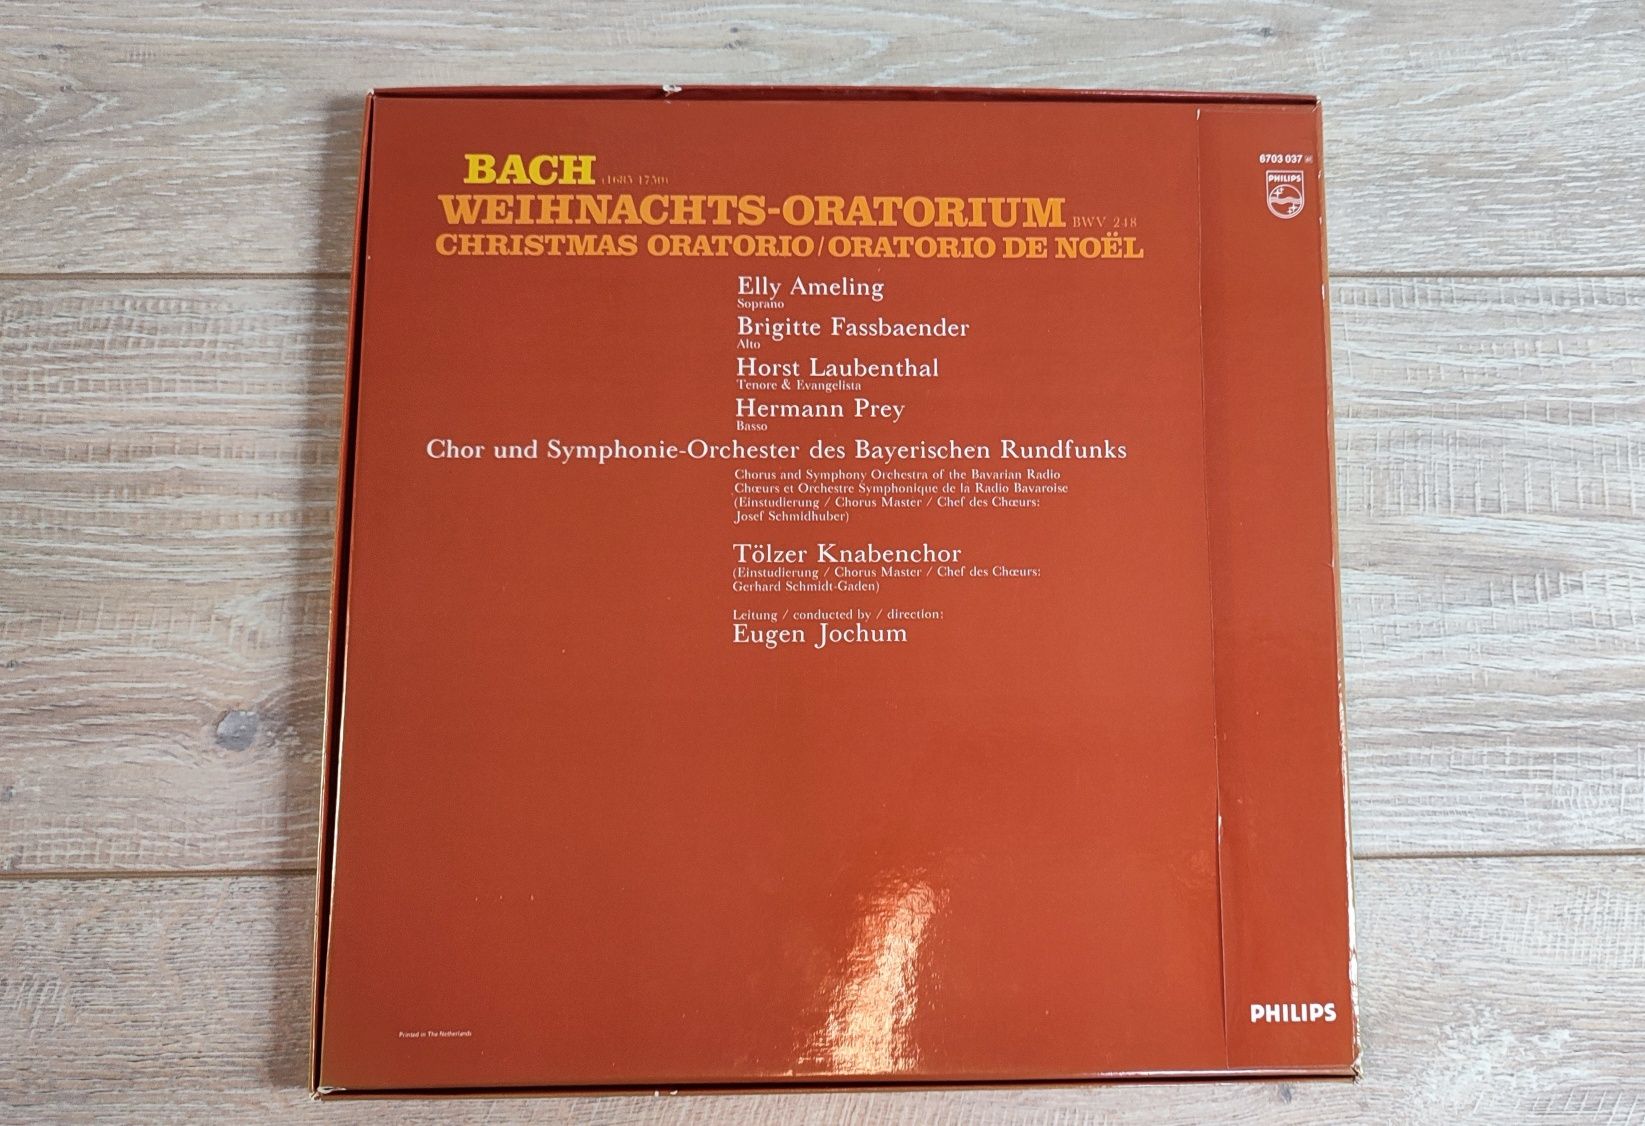 BACH (1685-1750)
WEIHNACHTS-ORATORIUM BWV 248
CHRISTMAS ORATORIO/ORATORIO DE NOËL
Elly Ameling
Soprano
Brigitte Fassbaender
Alto
Horst Laubenthal
Tenore & Evangelista
Hermann Prey
Basso
Chor und Symphonie-Orchester des Bayerischen Rundfunks
Chorus and Symphony Orchestra of the Bavarian Radio
Chœurs et Orchestre Symphonique de la Radio Bavaroise
(Einstudierung / Chorus Master / Chef des Chœurs:
Josef Schmidhuber)
Tölzer Knabenchor
(Einstudierung / Chorus Master / Chef des Chœurs:
Gerhard Schmidt-Gaden)
Leitung / conducted by / direction:
Eugen Jochum
Printed in The Netherlands
6703 037
PHILIPS
PHILIPS